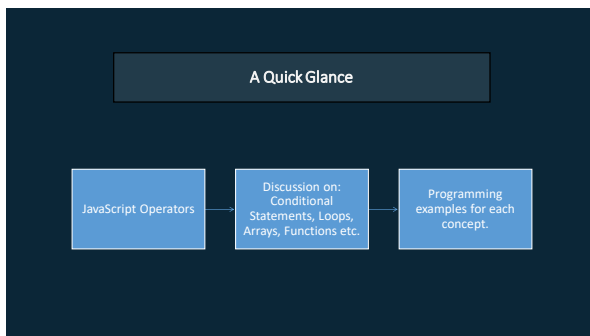 A Quick Glance
JavaScript Operators
Discussion on:
Conditional
Statements, Loops,
Arrays, Functions etc.
Programming
examples for each
concept.